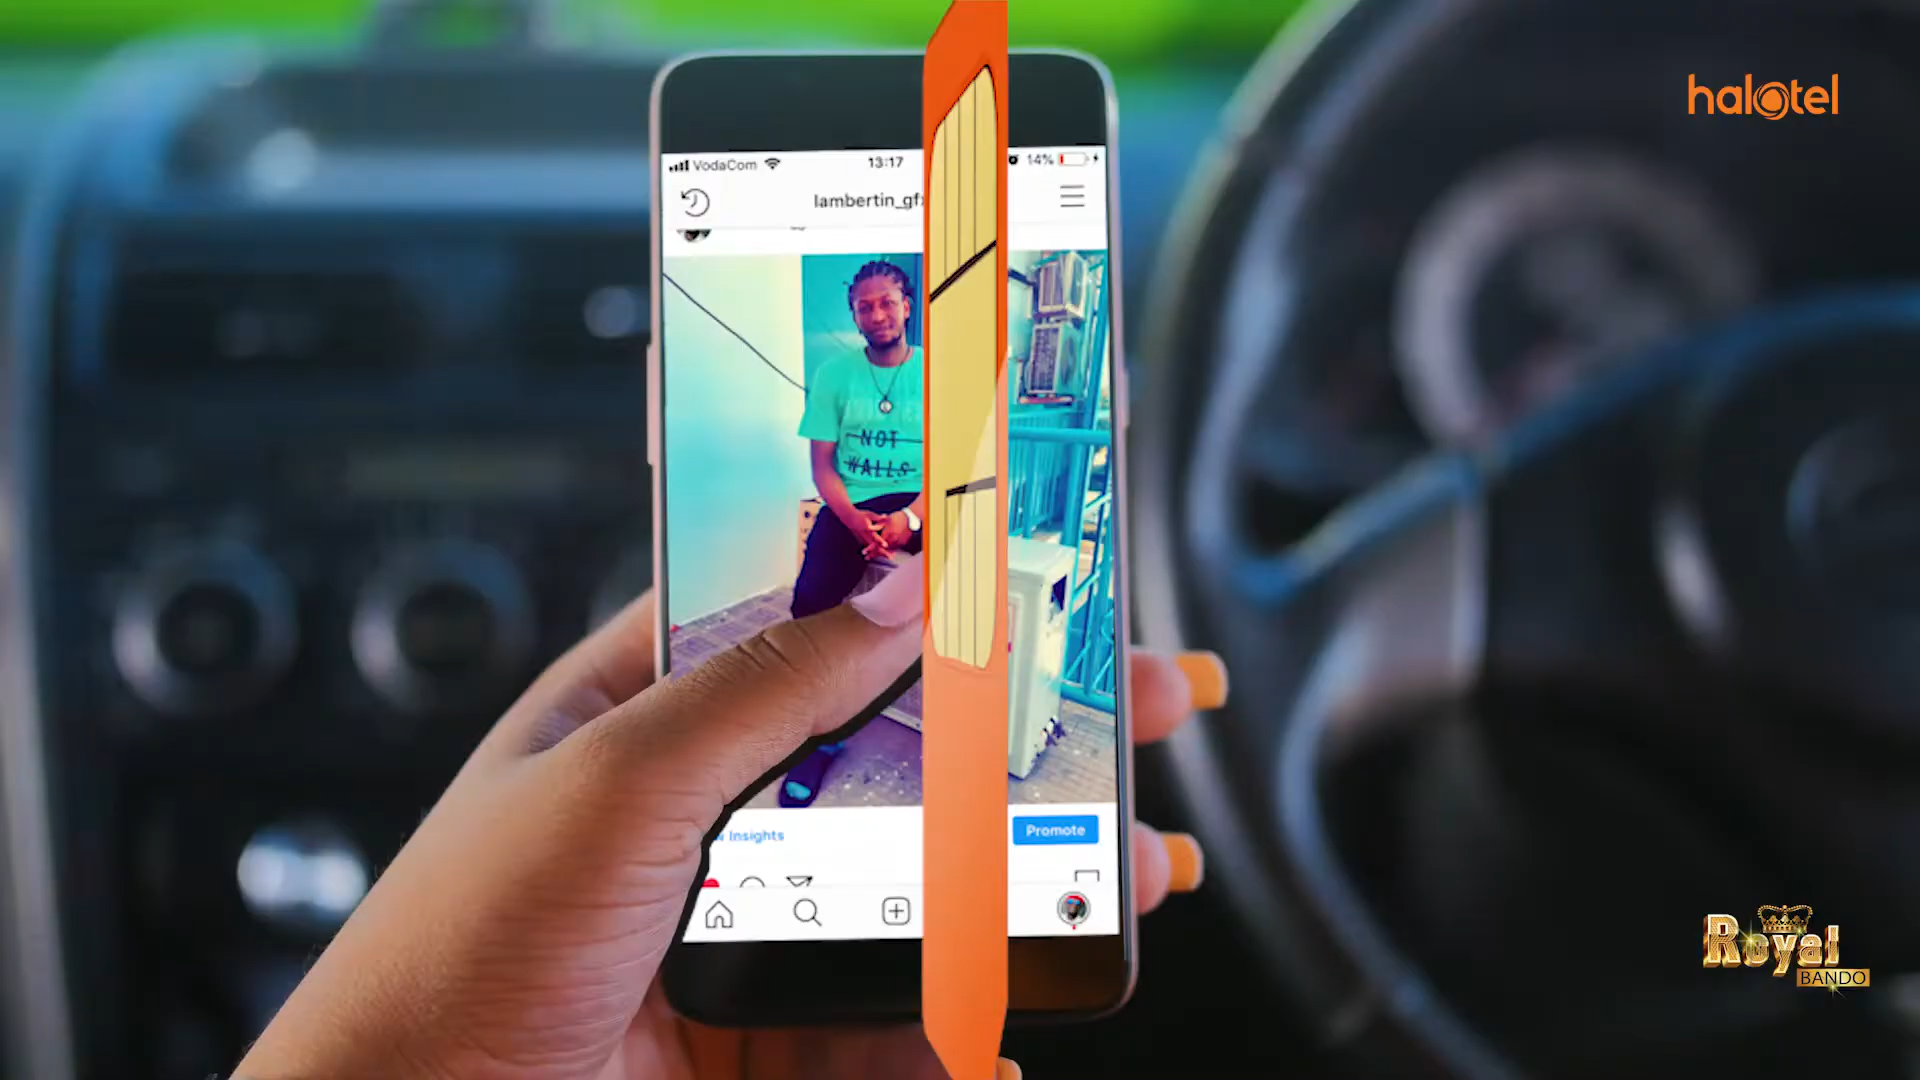 halotel
VodaCom
13:17
14%
lambertin_gf
NOT
WALLS
Insights
Promote
Royal
BANDO